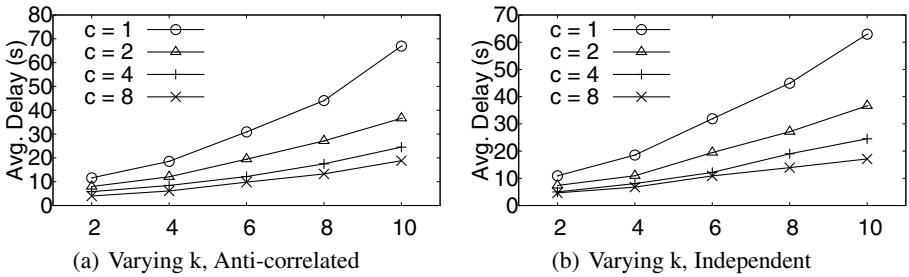 Avg. Delay (s)
80
70
60
50
40
30
20
10
0
c = 1
c = 2
c = 4
c = 8
2 4 6 8 10
(a) Varying k, Anti-correlated
Avg. Delay (s)
70
60
50
40
30
20
10
0
c = 1
c = 2
c = 4
c = 8
2 4 6 8 10
(b) Varying k, Independent